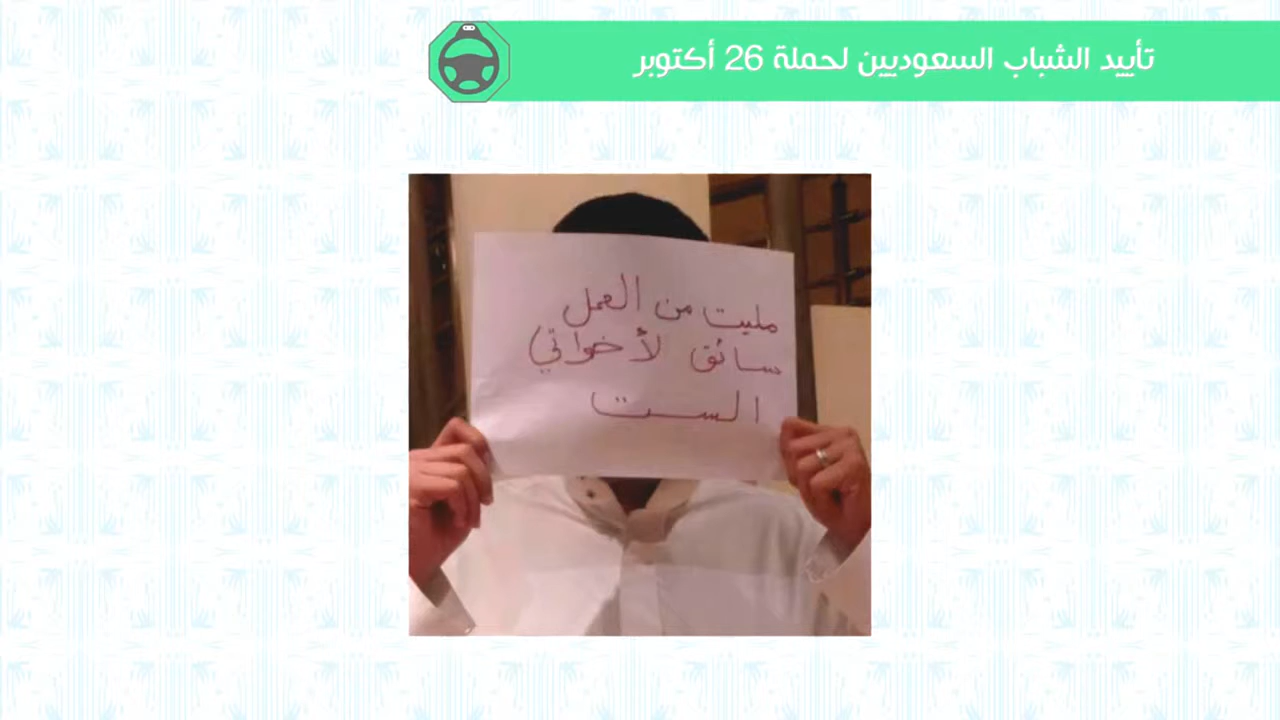 تأييد الشباب السعوديين لحملة 26 أكتوبر
مليت من العمل
سائق لأخواتي
الست